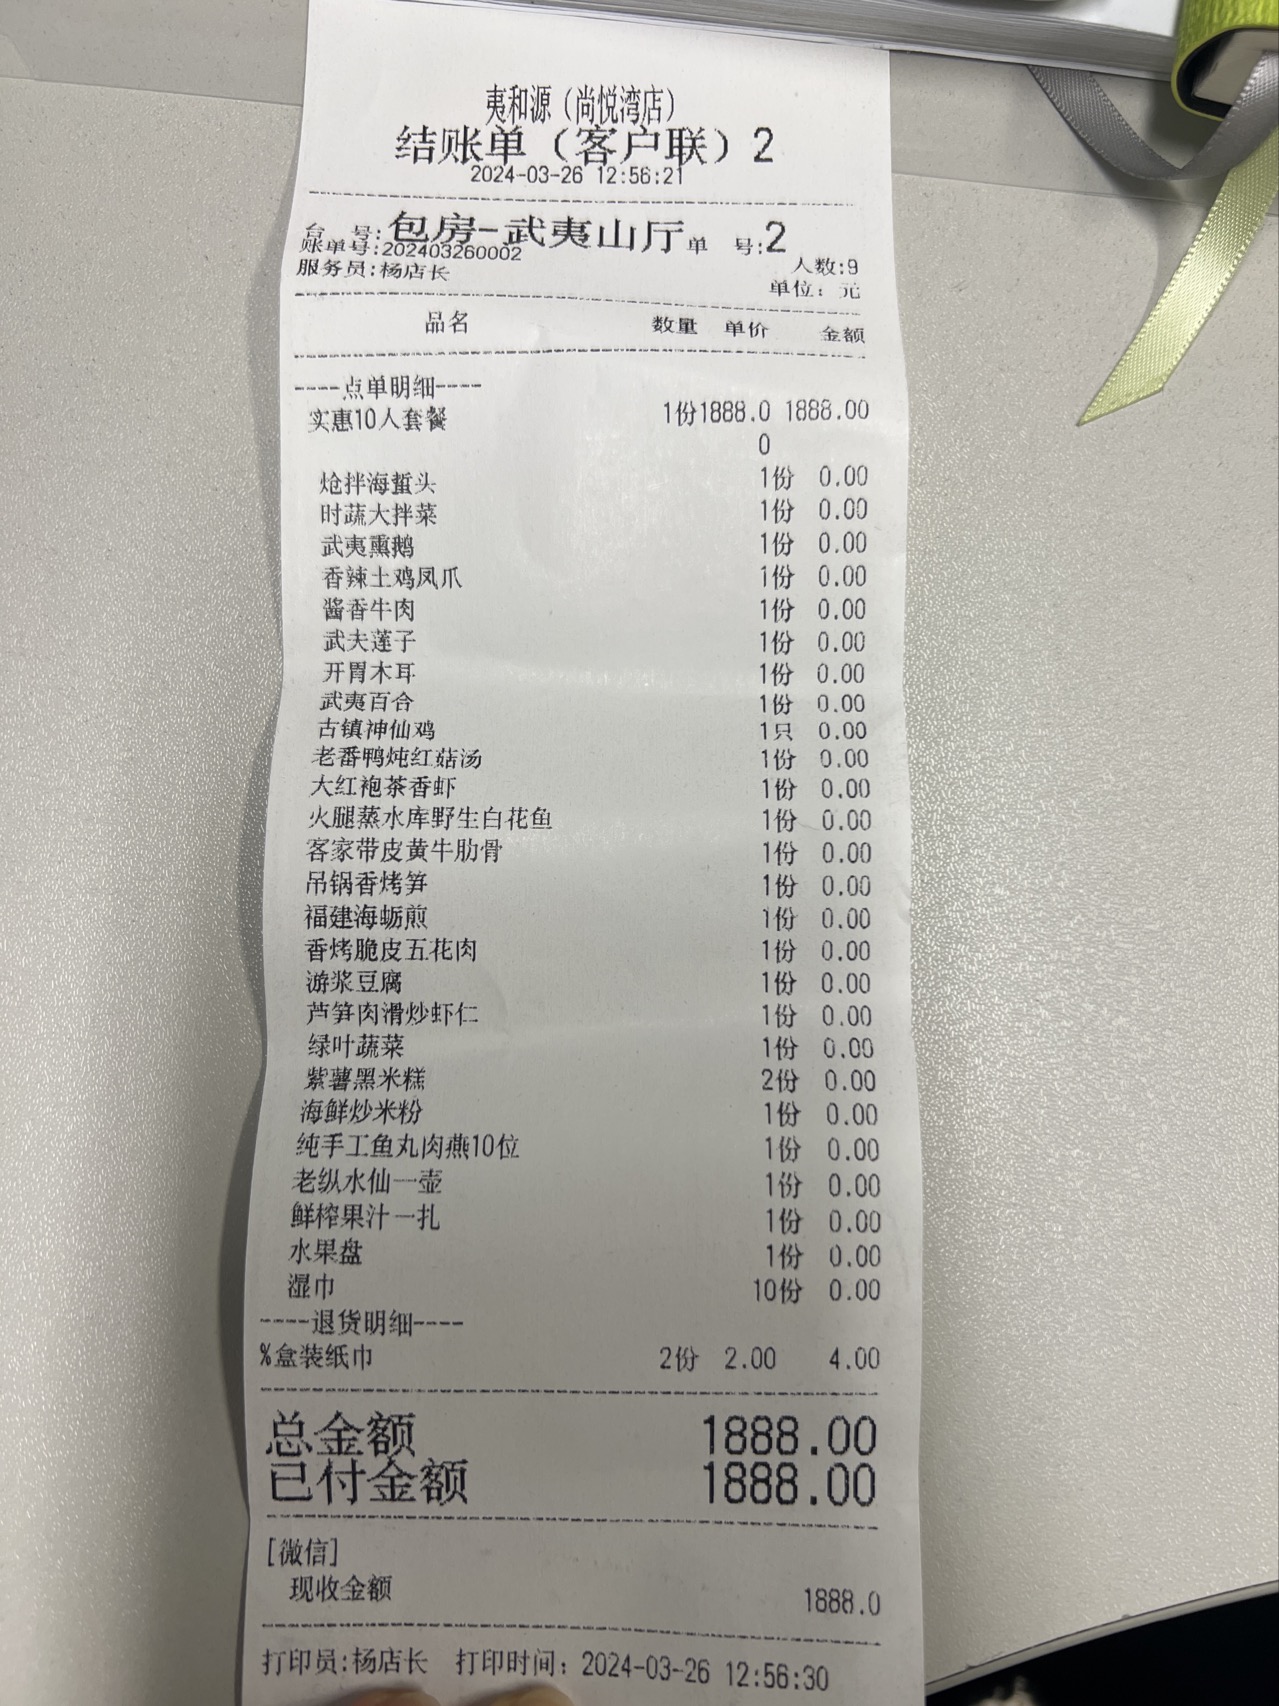 夷和源（尚悦湾店）
结账单（客户联）2
2024-03-26 12:56:21
台 号:包房-武夷山厅单 号:2
账单号:202403260002
人数:9
服务员:杨店长
单位：元
品名 数量 单价 金额
----点单明细----
实惠10人套餐 1份1888.0 1888.00
0
炝拌海蜇头 1份 0.00
时蔬大拌菜 1份 0.00
武夷熏鹅 1份 0.00
香辣土鸡凤爪 1份 0.00
酱香牛肉 1份 0.00
武夫莲子 1份 0.00
开胃木耳 1份 0.00
武夷百合 1份 0.00
古镇神仙鸡 1只 0.00
老番鸭炖红菇汤 1份 0.00
大红袍茶香虾 1份 0.00
火腿蒸水库野生白花鱼 1份 0.00
客家带皮黄牛肋骨 1份 0.00
吊锅香烤笋 1份 0.00
福建海蛎煎 1份 0.00
香烤脆皮五花肉 1份 0.00
游浆豆腐 1份 0.00
芦笋肉滑炒虾仁 1份 0.00
绿叶蔬菜 1份 0.00
紫薯黑米糕 2份 0.00
海鲜炒米粉 1份 0.00
纯手工鱼丸肉燕10位 1份 0.00
老纵水仙一壶 1份 0.00
鲜榨果汁一扎 1份 0.00
水果盘 1份 0.00
湿巾 10份 0.00
----退货明细----
%盒装纸巾 2份 2.00 4.00
总金额 1888.00
已付金额 1888.00
[微信]
现收金额 1888.0
打印员:杨店长 打印时间：2024-03-26 12:56:30